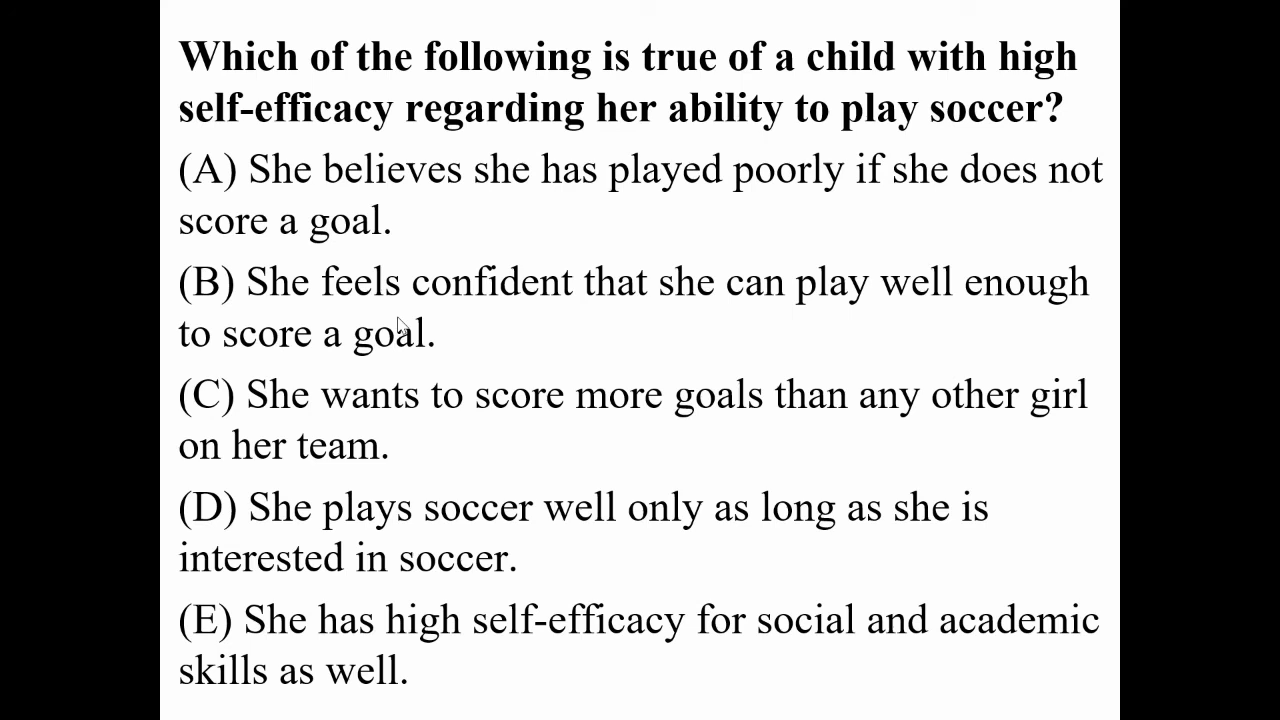 Which of the following is true of a child with high
self-efficacy regarding her ability to play soccer?
(A) She believes she has played poorly if she does not
score a goal.
(B) She feels confident that she can play well enough
to score a goal.
(C) She wants to score more goals than any other girl
on her team.
(D) She plays soccer well only as long as she is
interested in soccer.
(E) She has high self-efficacy for social and academic
skills as well.